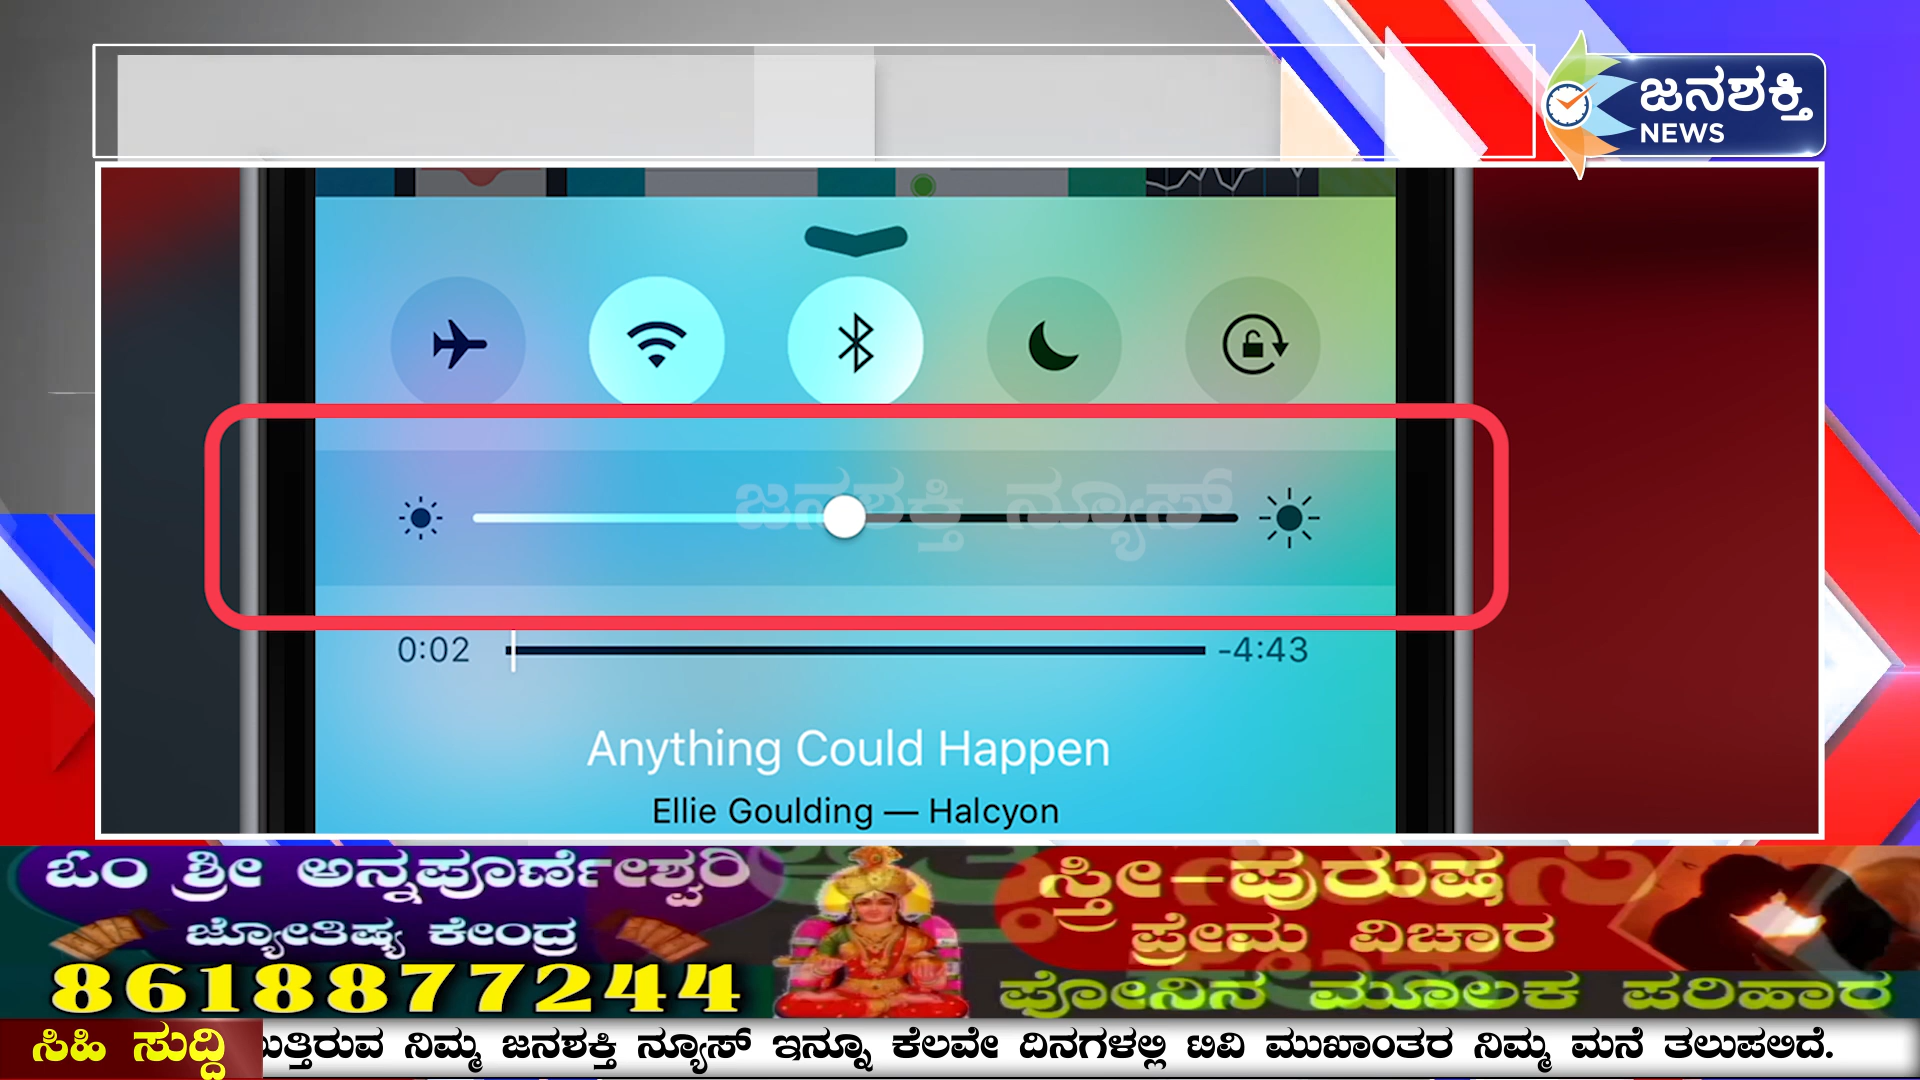 ಜನಶಕ್ತಿ
NEWS
ಜನಶಕ್ತಿ ನ್ಯೂಸ್
0:02
-4:43
Anything Could Happen
Ellie Goulding — Halcyon
ಓಂ ಶ್ರೀ ಅನ್ನಪೂರ್ಣೇಶ್ವರಿ
ಜ್ಯೋತಿಷ್ಯ ಕೇಂದ್ರ
8618877244
ಸ್ತ್ರೀ-ಪುರುಷ
ಪ್ರೇಮ ವಿಚಾರ
ಫೋನಿನ ಮೂಲಕ ಪರಿಹಾರ
ಸಿಹಿ ಸುದ್ದಿ
ನಿಮ್ಮ ಜನಶಕ್ತಿ ನ್ಯೂಸ್ ಇನ್ನೂ ಕೆಲವೇ ದಿನಗಳಲ್ಲಿ ಟಿವಿ ಮುಖಾಂತರ ನಿಮ್ಮ ಮನೆ ತಲುಪಲಿದೆ.